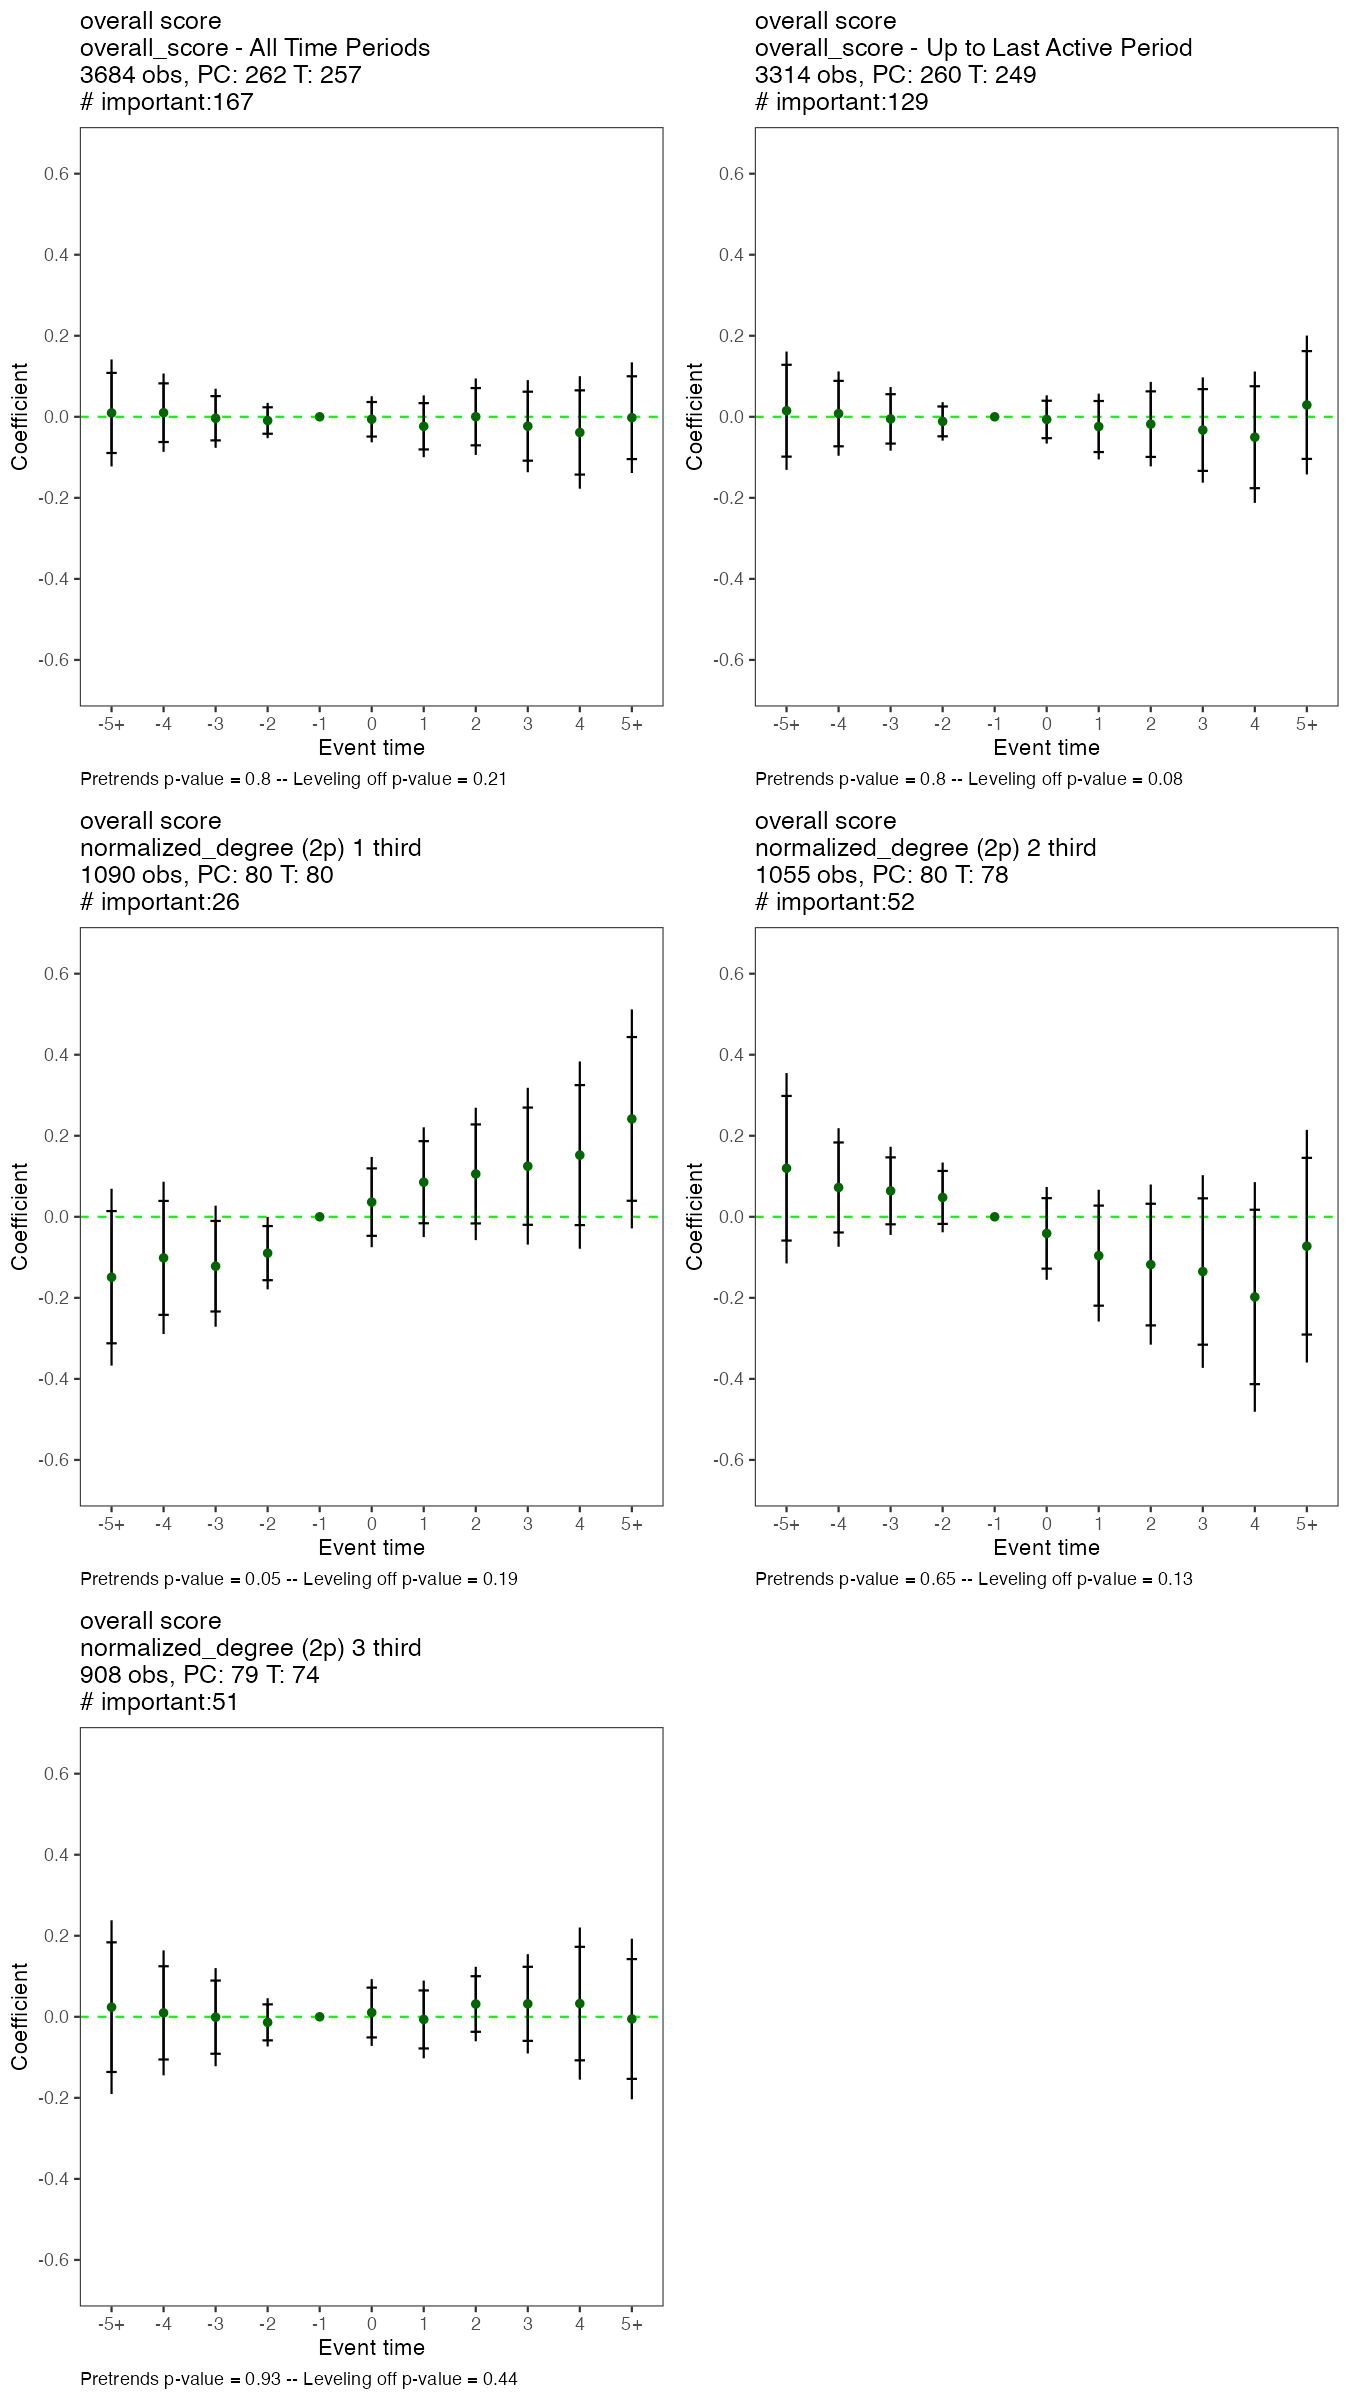 overall score
overall_score - All Time Periods
3684 obs, PC: 262 T: 257
# important:167
0.6
0.4
0.2
0.0
-0.2
-0.4
-0.6
Coefficient
-5+ -4 -3 -2 -1 0 1 2 3 4 5+
Event time
Pretrends p-value = 0.8 -- Leveling off p-value = 0.21
overall score
overall_score - Up to Last Active Period
3314 obs, PC: 260 T: 249
# important:129
0.6
0.4
0.2
0.0
-0.2
-0.4
-0.6
Coefficient
-5+ -4 -3 -2 -1 0 1 2 3 4 5+
Event time
Pretrends p-value = 0.8 -- Leveling off p-value = 0.08
overall score
normalized_degree (2p) 1 third
1090 obs, PC: 80 T: 80
# important:26
0.6
0.4
0.2
0.0
-0.2
-0.4
-0.6
Coefficient
-5+ -4 -3 -2 -1 0 1 2 3 4 5+
Event time
Pretrends p-value = 0.05 -- Leveling off p-value = 0.19
overall score
normalized_degree (2p) 2 third
1055 obs, PC: 80 T: 78
# important:52
0.6
0.4
0.2
0.0
-0.2
-0.4
-0.6
Coefficient
-5+ -4 -3 -2 -1 0 1 2 3 4 5+
Event time
Pretrends p-value = 0.65 -- Leveling off p-value = 0.13
overall score
normalized_degree (2p) 3 third
908 obs, PC: 79 T: 74
# important:51
0.6
0.4
0.2
0.0
-0.2
-0.4
-0.6
Coefficient
-5+ -4 -3 -2 -1 0 1 2 3 4 5+
Event time
Pretrends p-value = 0.93 -- Leveling off p-value = 0.44